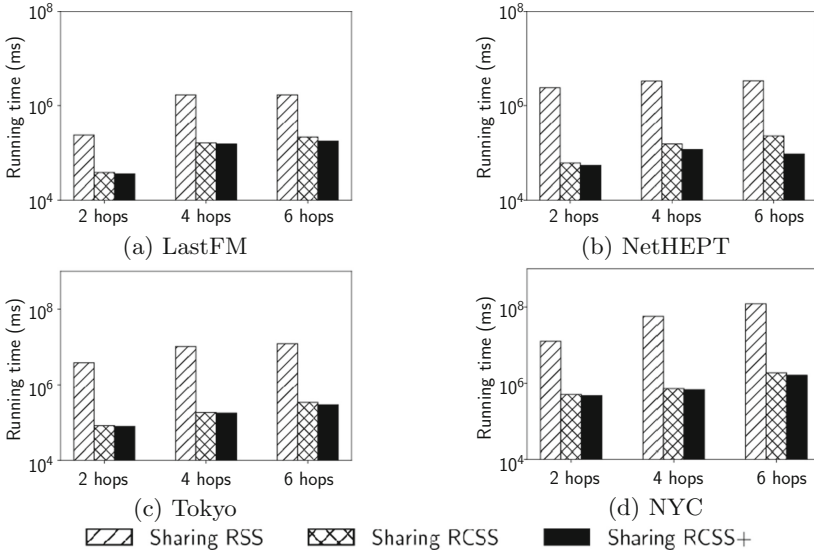 10^8
10^6
10^4
Running time (ms)
2 hops 4 hops 6 hops
(a) LastFM
10^8
10^6
10^4
Running time (ms)
2 hops 4 hops 6 hops
(b) NetHEPT
10^8
10^6
10^4
Running time (ms)
2 hops 4 hops 6 hops
(c) Tokyo
10^8
10^6
10^4
Running time (ms)
2 hops 4 hops 6 hops
(d) NYC
Sharing RSS Sharing RCSS Sharing RCSS+